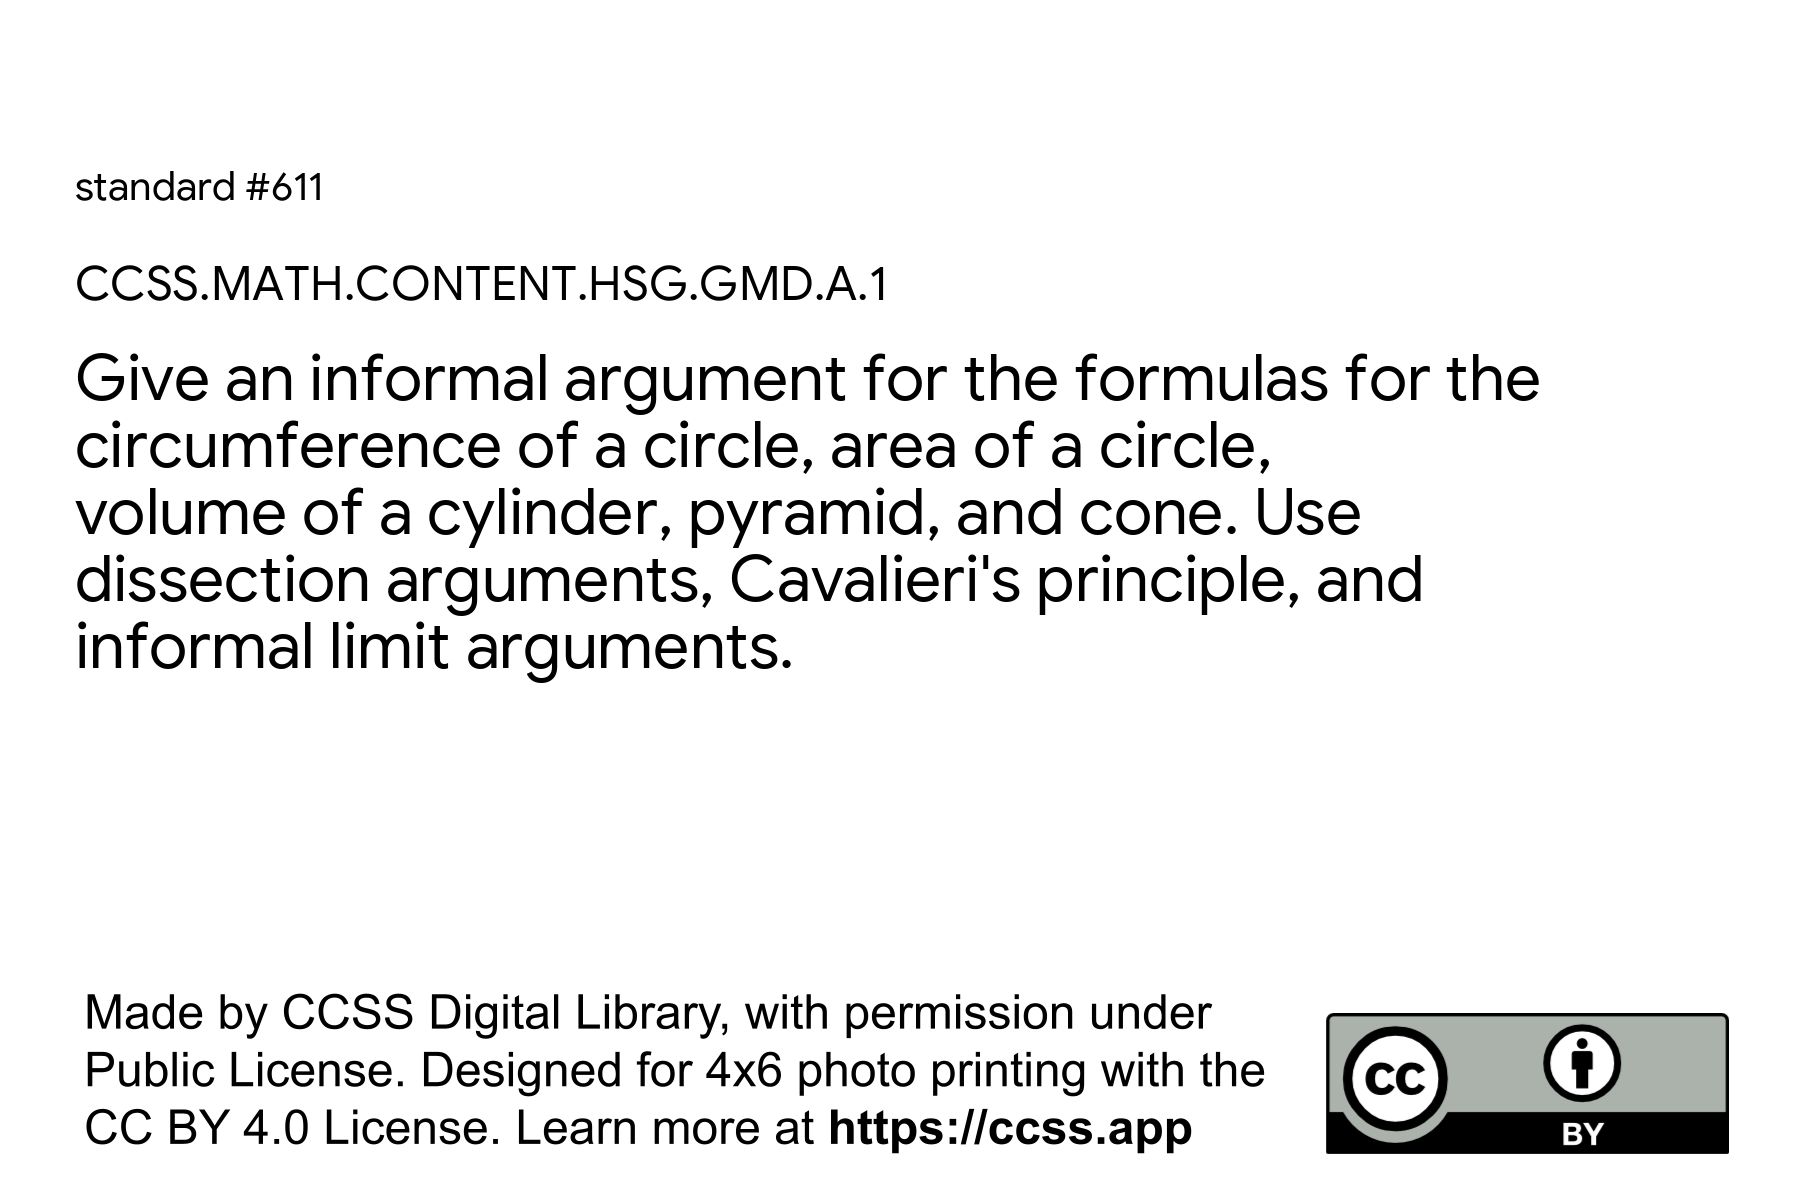 standard #611
CCSS.MATH.CONTENT.HSG.GMD.A.1
Give an informal argument for the formulas for the
circumference of a circle, area of a circle,
volume of a cylinder, pyramid, and cone. Use
dissection arguments, Cavalieri's principle, and
informal limit arguments.
Made by CCSS Digital Library, with permission under
Public License. Designed for 4x6 photo printing with the
CC BY 4.0 License. Learn more at https://ccss.app
CC
BY